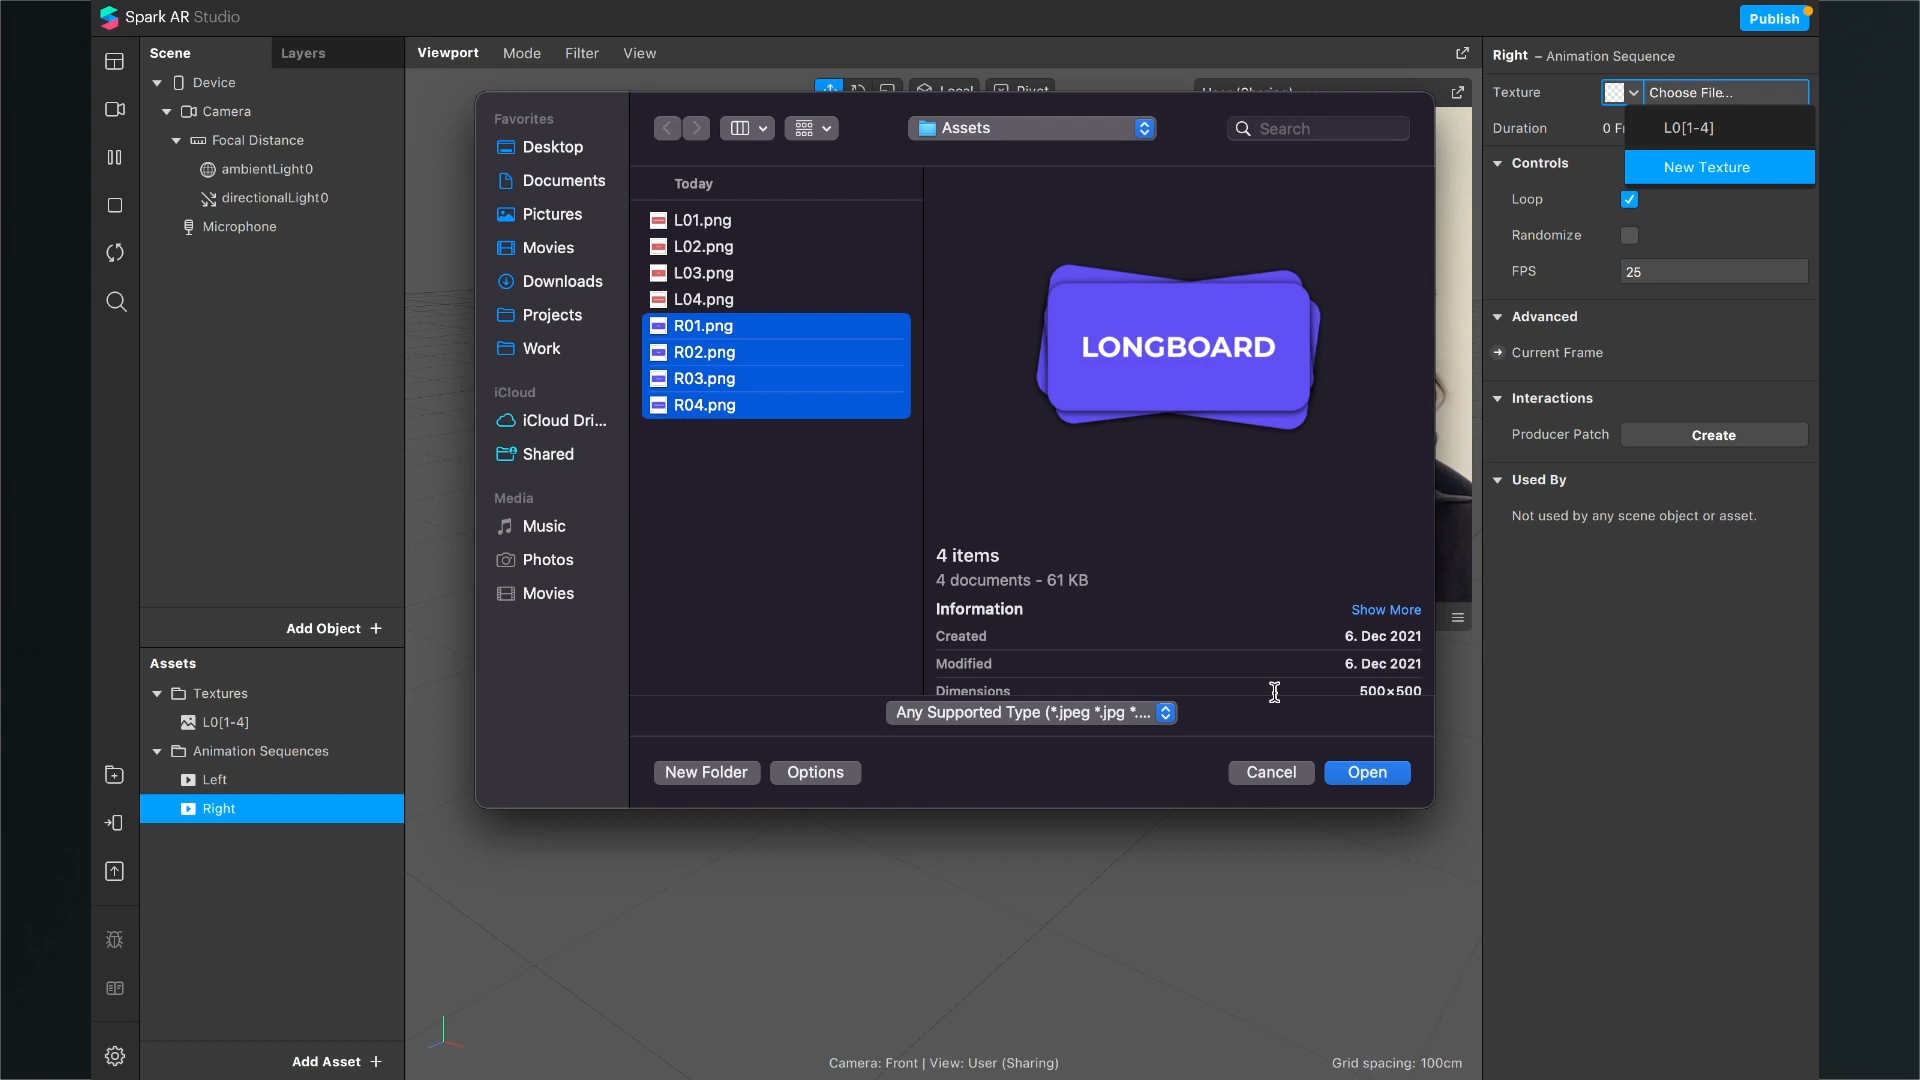 Spark AR Studio
Publish
Scene
Layers
Device
Camera
Focal Distance
ambientLight0
directionalLight0
Microphone
Add Object +
Assets
Textures
L0[1-4]
Animation Sequences
Left
Right
Add Asset +
Viewport Mode Filter View
Local
Pivot
Favorites
Desktop
Documents
Pictures
Movies
Downloads
Projects
Work
iCloud
iCloud Dri...
Shared
Media
Music
Photos
Movies
Assets
Search
Today
L01.png
L02.png
L03.png
L04.png
R01.png
R02.png
R03.png
R04.png
LONGBOARD
4 items
4 documents - 61 KB
Information Show More
Created 6. Dec 2021
Modified 6. Dec 2021
Dimensions 500×500
Any Supported Type (*.jpeg *.jpg *....
New Folder
Options
Cancel
Open
Camera: Front | View: User (Sharing)
Grid spacing: 100cm
Right – Animation Sequence
Texture Choose File...
L0[1-4]
New Texture
Duration 0 Fr
Controls
Loop
Randomize
FPS 25
Advanced
Current Frame
Interactions
Producer Patch Create
Used By
Not used by any scene object or asset.